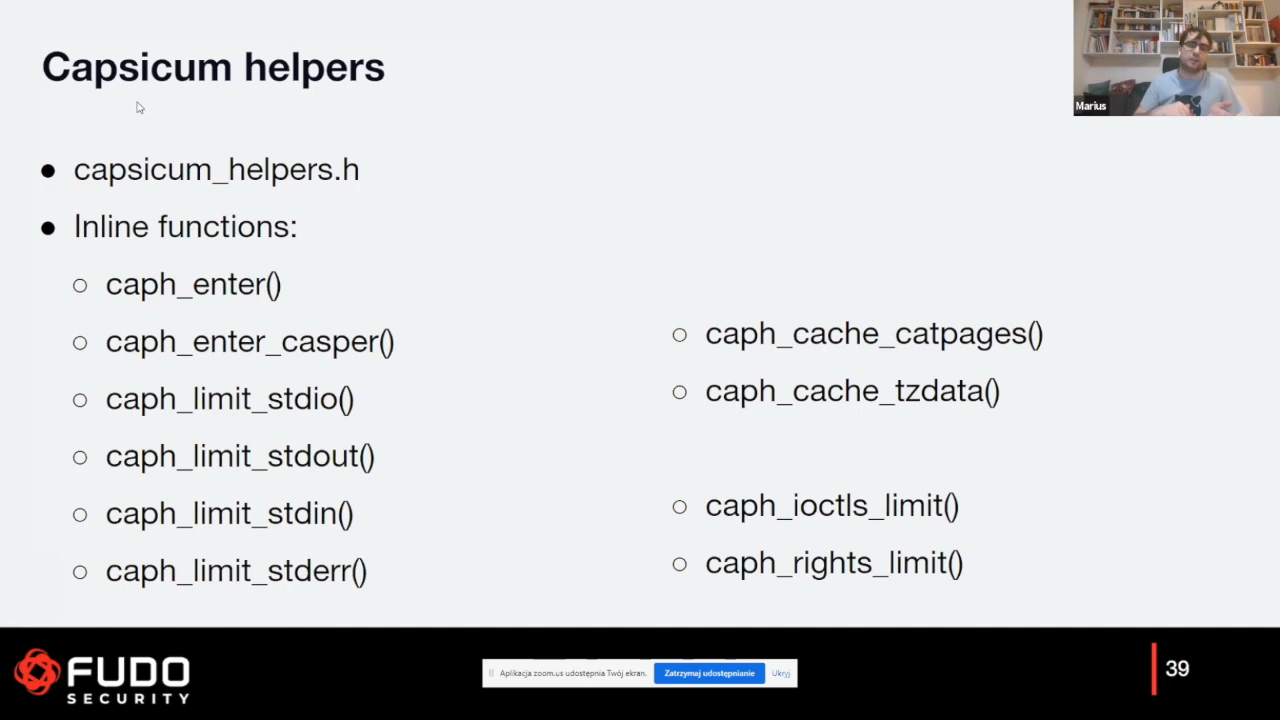 Capsicum helpers
Marius
● capsicum_helpers.h
● Inline functions:
○ caph_enter()
○ caph_enter_casper()
○ caph_limit_stdio()
○ caph_limit_stdout()
○ caph_limit_stdin()
○ caph_limit_stderr()
○ caph_cache_catpages()
○ caph_cache_tzdata()
○ caph_ioctls_limit()
○ caph_rights_limit()
FUDO
SECURITY
Aplikacja zoom.us udostępnia Twój ekran. Zatrzymaj udostępnianie Ukryj
39